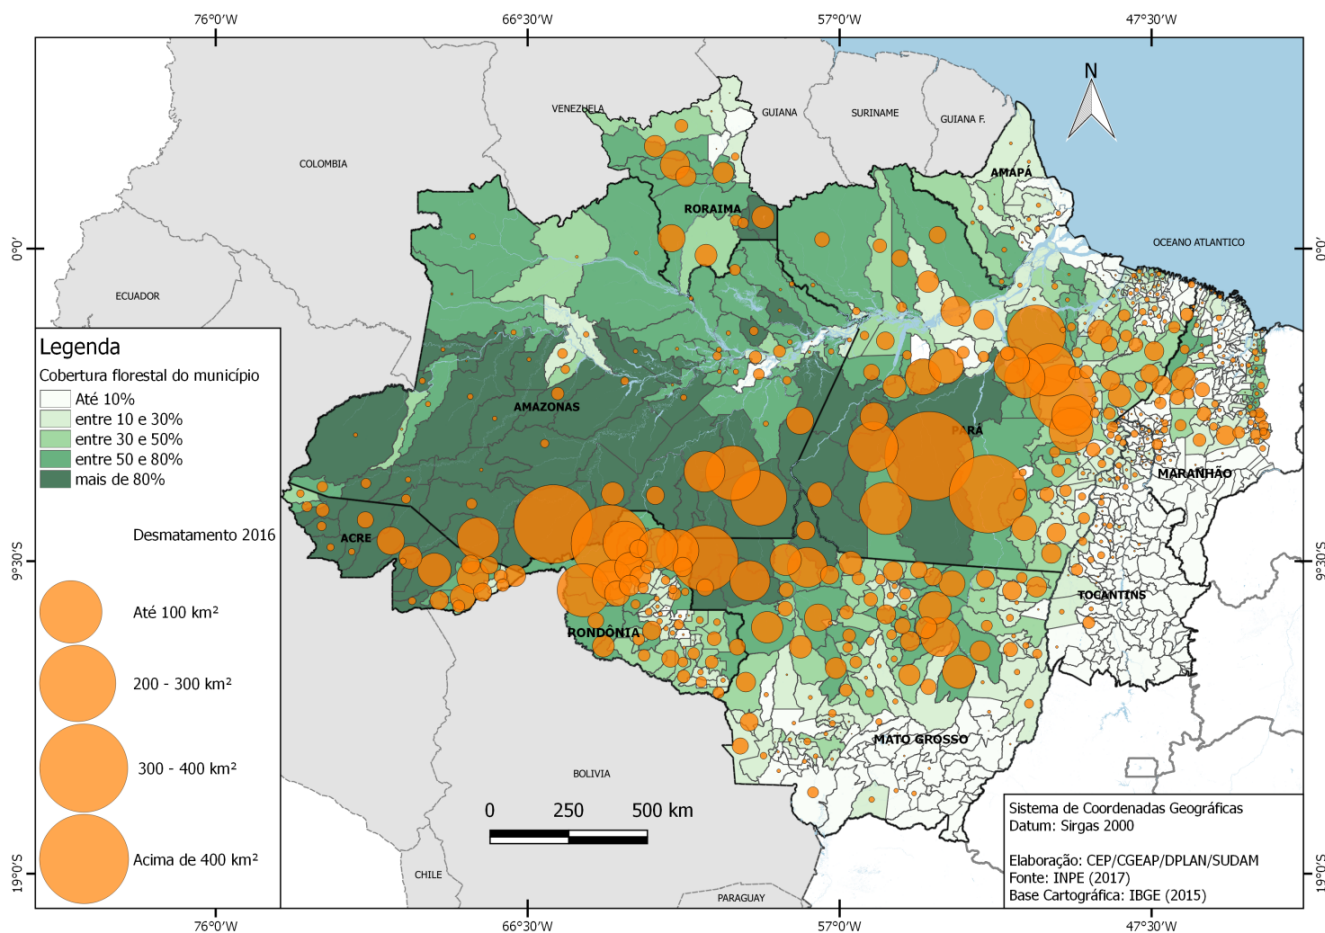 76°0'W 66°30'W 57°0'W 47°30'W
N
VENEZUELA
GUIANA
SURINAME
GUIANA F.
COLOMBIA
AMAPÁ
RORAIMA
0°0' 0°0'
OCEANO ATLANTICO
ECUADOR
Legenda
Cobertura florestal do município
Até 10%
entre 10 e 30%
entre 30 e 50%
entre 50 e 80%
mais de 80%
Desmatamento 2016
Até 100 km²
200 - 300 km²
300 - 400 km²
Acima de 400 km²
AMAZONAS
PARÁ
MARANHÃO
ACRE
9°30'S 9°30'S
TOCANTINS
RONDÔNIA
MATO GROSSO
BOLIVIA
0 250 500 km
CHILE
PARAGUAY
19°0'S 19°0'S
Sistema de Coordenadas Geográficas
Datum: Sirgas 2000
Elaboração: CEP/CGEAP/DPLAN/SUDAM
Fonte: INPE (2017)
Base Cartográfica: IBGE (2015)
76°0'W 66°30'W 57°0'W 47°30'W